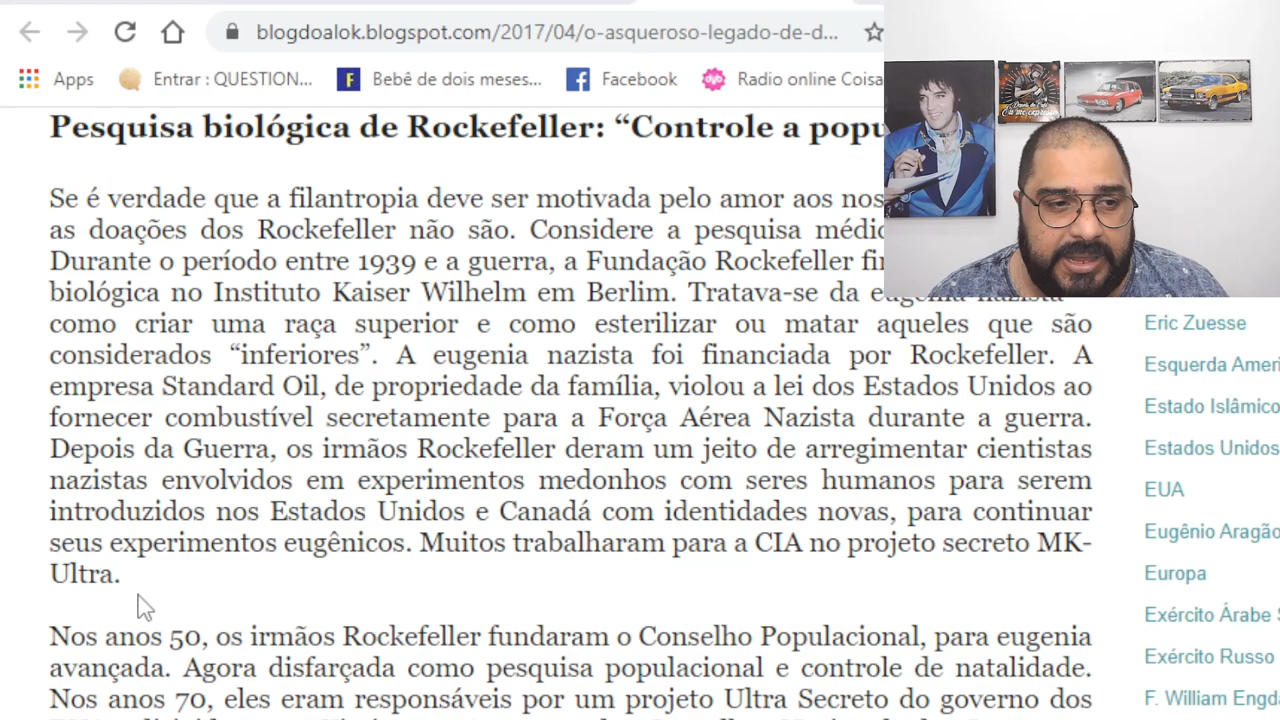 blogdoalok.blogspot.com/2017/04/o-asqueroso-legado-de-d...
Apps Entrar : QUESTION... Bebê de dois meses... Facebook Radio online Coisa
Pesquisa biológica de Rockefeller: “Controle a popu
Se é verdade que a filantropia deve ser motivada pelo amor aos nos
as doações dos Rockefeller não são. Considere a pesquisa médic
Durante o período entre 1939 e a guerra, a Fundação Rockefeller fin
biológica no Instituto Kaiser Wilhelm em Berlim. Tratava-se da eugenia nazista
como criar uma raça superior e como esterilizar ou matar aqueles que são
considerados “inferiores”. A eugenia nazista foi financiada por Rockefeller. A
empresa Standard Oil, de propriedade da família, violou a lei dos Estados Unidos ao
fornecer combustível secretamente para a Força Aérea Nazista durante a guerra.
Depois da Guerra, os irmãos Rockefeller deram um jeito de arregimentar cientistas
nazistas envolvidos em experimentos medonhos com seres humanos para serem
introduzidos nos Estados Unidos e Canadá com identidades novas, para continuar
seus experimentos eugênicos. Muitos trabalharam para a CIA no projeto secreto MK-
Ultra.
Nos anos 50, os irmãos Rockefeller fundaram o Conselho Populacional, para eugenia
avançada. Agora disfarçada como pesquisa populacional e controle de natalidade.
Nos anos 70, eles eram responsáveis por um projeto Ultra Secreto do governo dos
Eric Zuesse
Esquerda Ameri
Estado Islâmico
Estados Unidos
EUA
Eugênio Aragão
Europa
Exército Árabe S
Exército Russo
F. William Engda